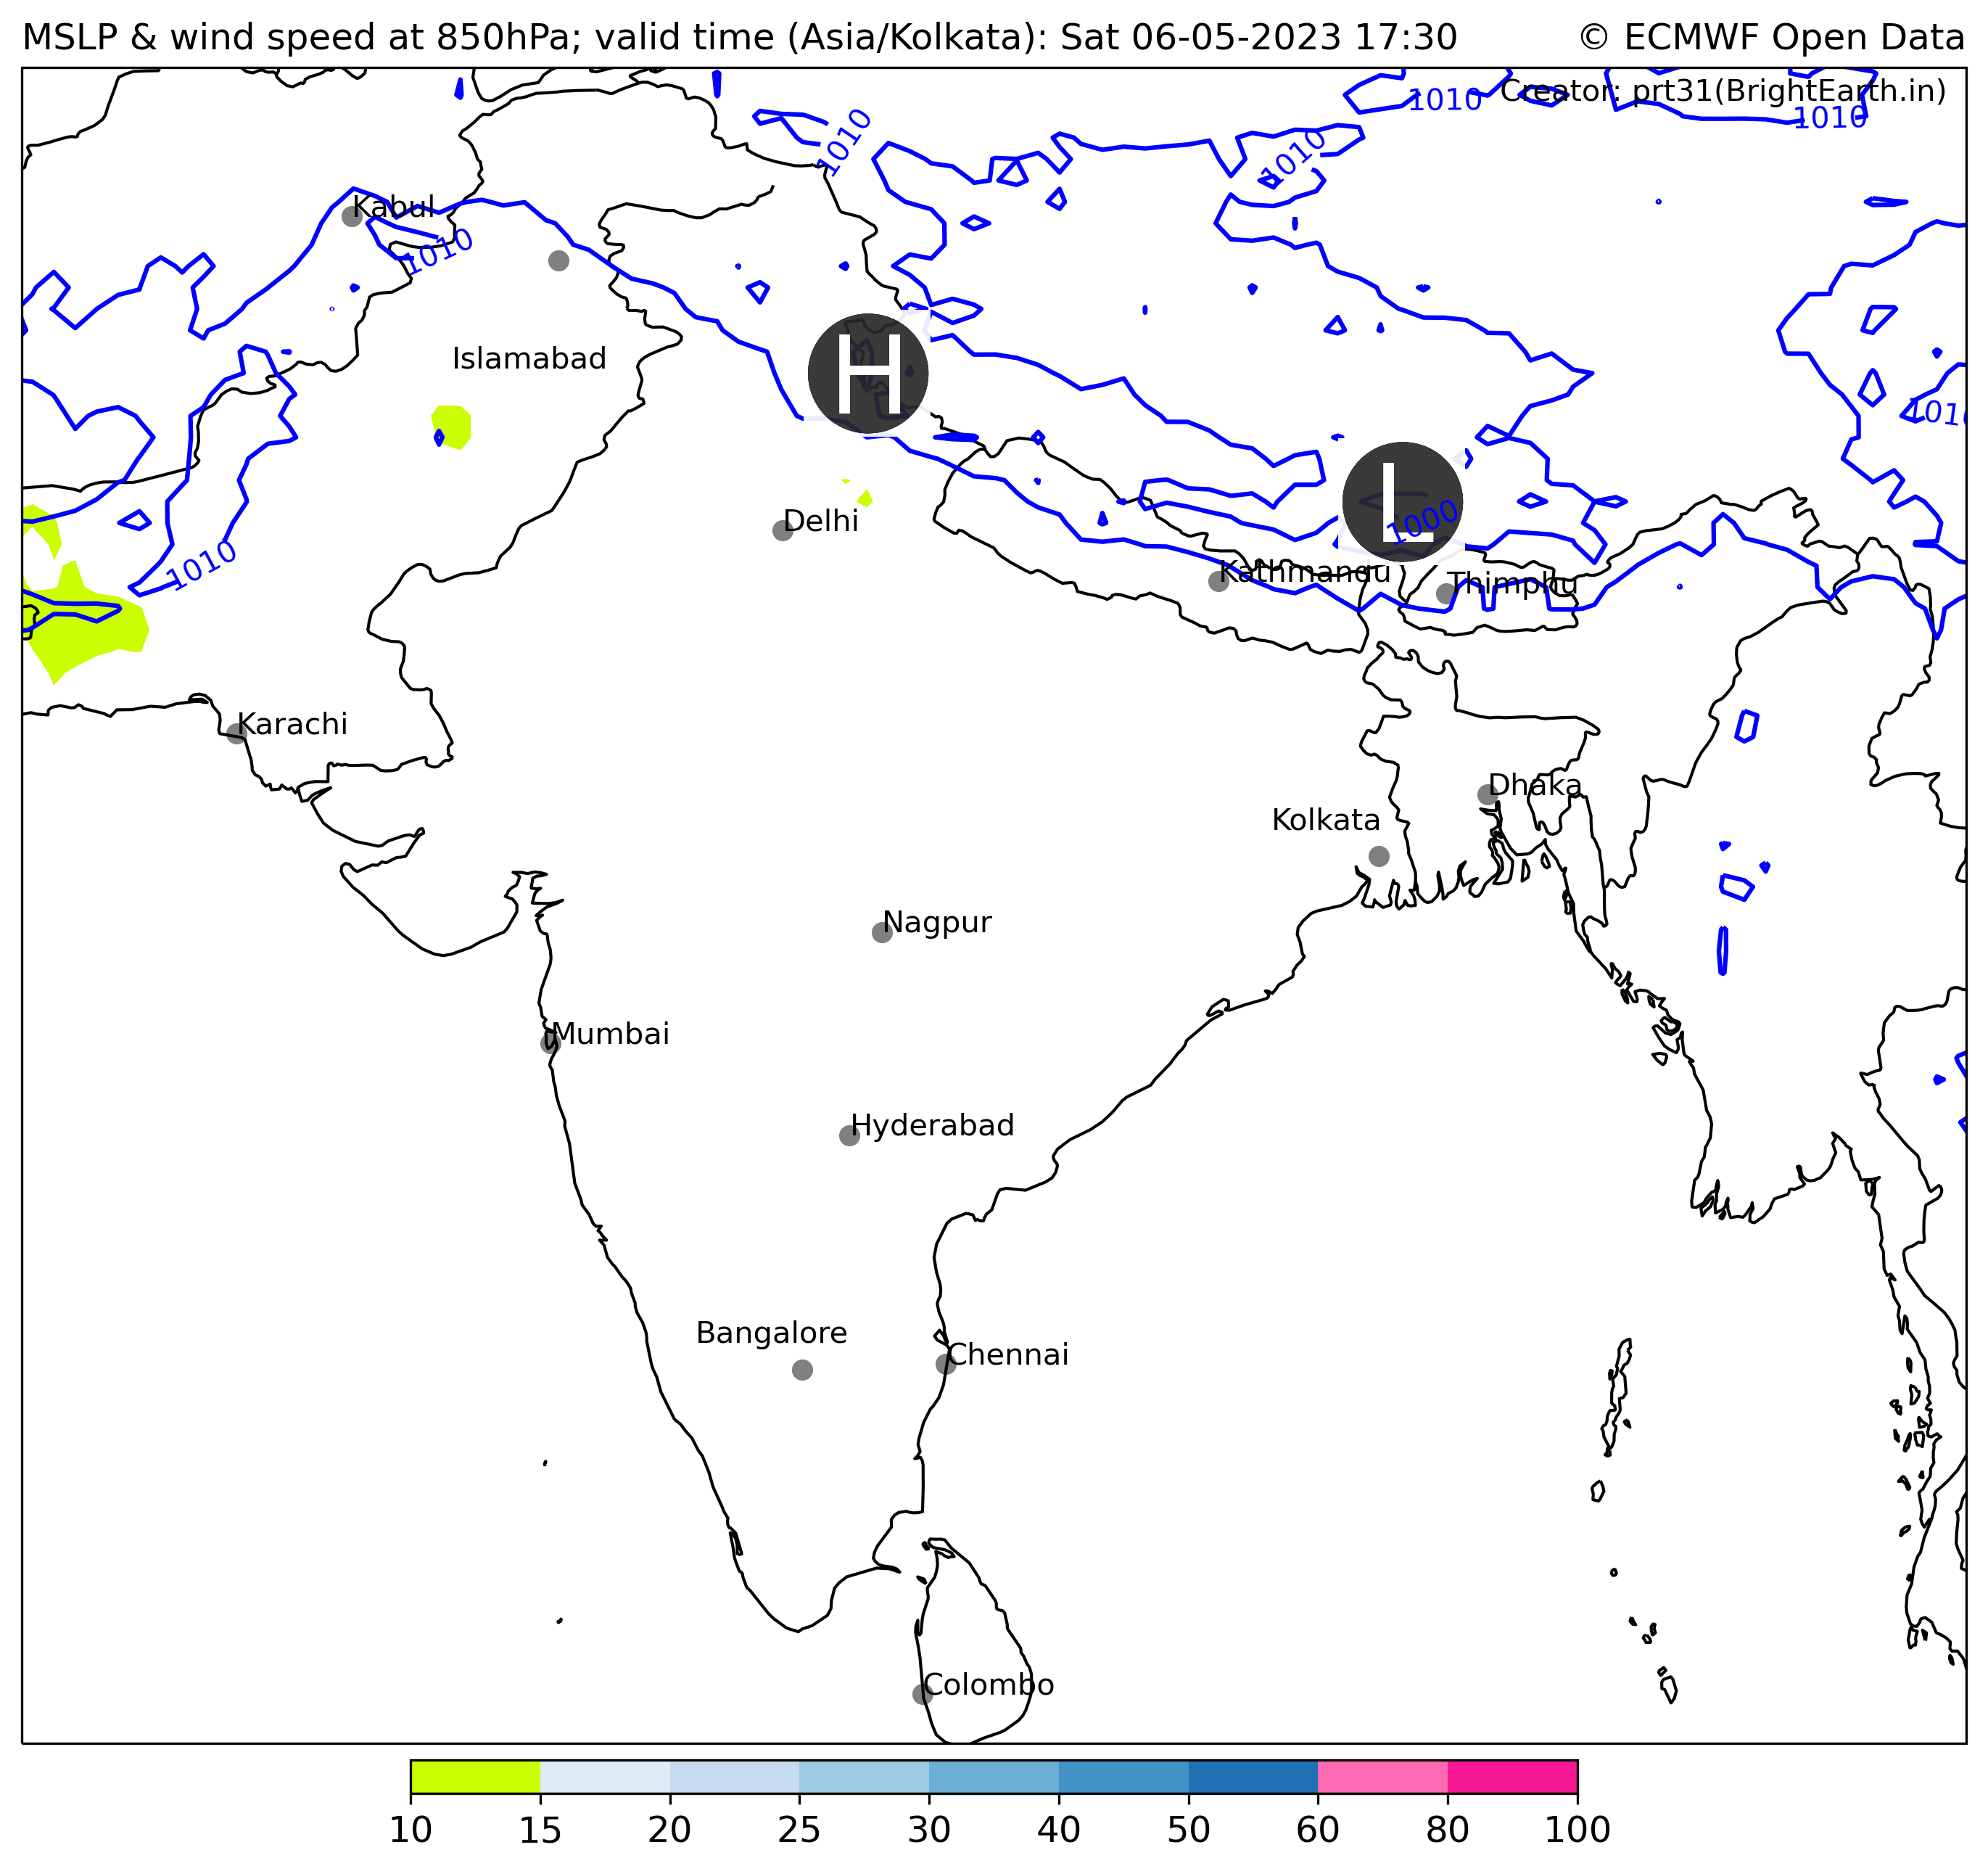 MSLP & wind speed at 850hPa; valid time (Asia/Kolkata): Sat 06-05-2023 17:30
© ECMWF Open Data
Creator: prt31(BrightEarth.in)
1010
1010
1010
1010
Kabul
1010
Islamabad
H
1010
L
1000
Delhi
1010
Kathmandu
Thimphu
Karachi
Dhaka
Kolkata
Nagpur
Mumbai
Hyderabad
Bangalore
Chennai
Colombo
10 15 20 25 30 40 50 60 80 100